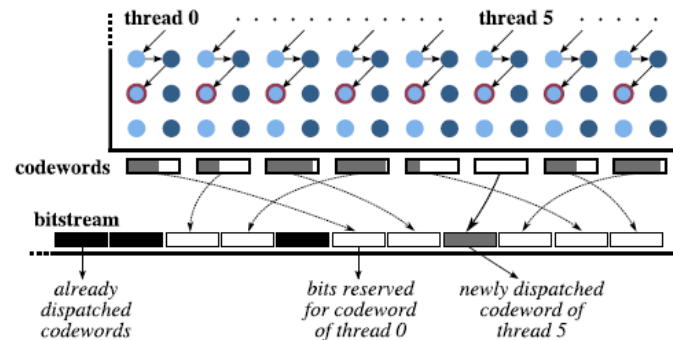 thread 0 . . . . . . . . . . . . thread 5 . . . . . .
codewords
bitstream
already
dispatched
codewords
bits reserved
for codeword
of thread 0
newly dispatched
codeword of
thread 5